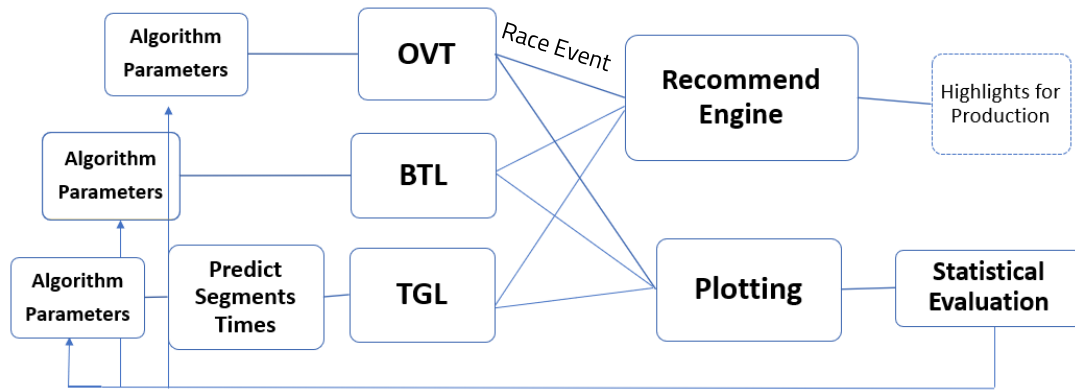 Algorithm
Parameters
OVT
Race Event
Recommend
Engine
Highlights for
Production
Algorithm
Parameters
BTL
Algorithm
Parameters
Predict
Segments
Times
TGL
Plotting
Statistical
Evaluation